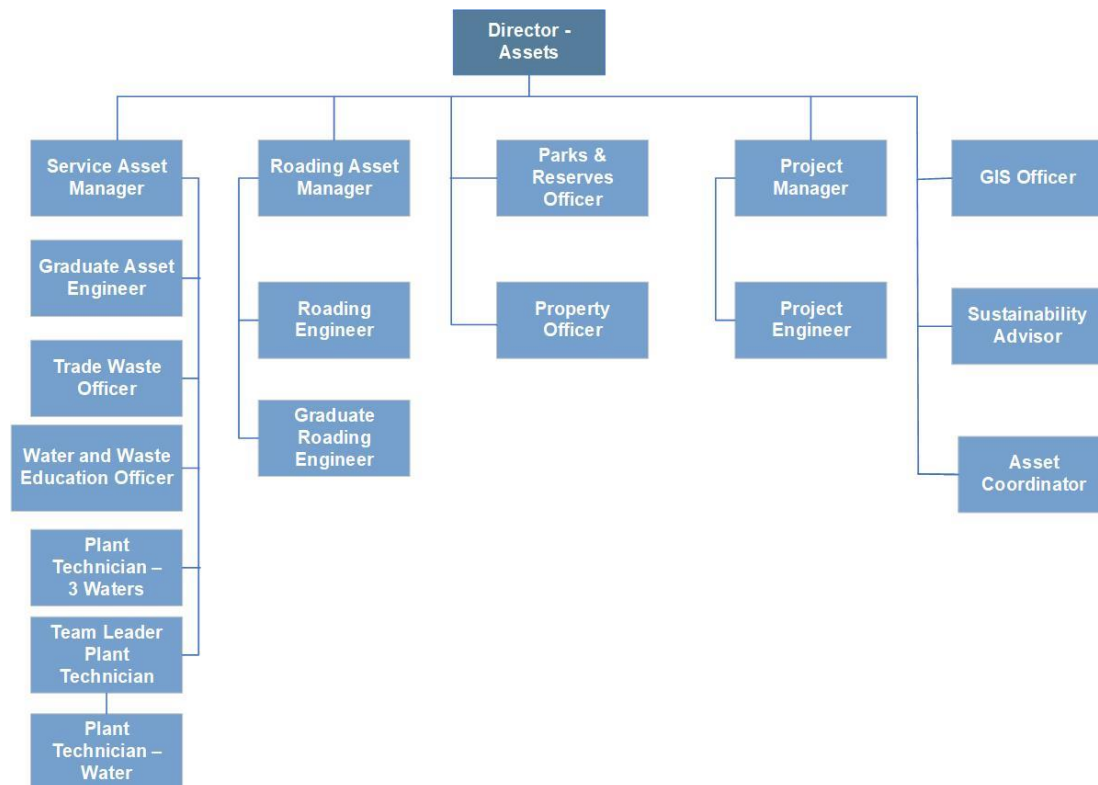 Director -
Assets
Service Asset
Manager
Roading Asset
Manager
Parks &
Reserves
Officer
Project
Manager
GIS Officer
Graduate Asset
Engineer
Roading
Engineer
Property
Officer
Project
Engineer
Sustainability
Advisor
Trade Waste
Officer
Graduate
Roading
Engineer
Water and Waste
Education Officer
Asset
Coordinator
Plant
Technician –
3 Waters
Team Leader
Plant
Technician
Plant
Technician –
Water